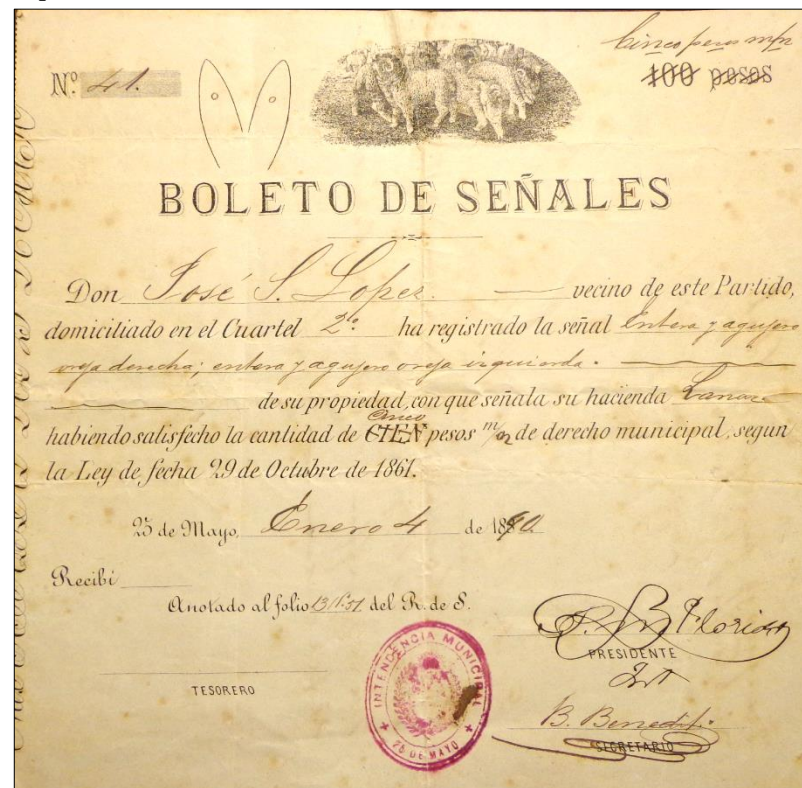 Cinco pesos m/n
Nº 41.
100 pesos
BOLETO DE SEÑALES
Don José S. Lopez. vecino de este Partido,
domiciliado en el Cuartel 2º. ha registrado la señal Entera y agujero
oreja derecha; entera y agujero oreja izquierda.
de su propiedad, con que señala su hacienda Lanar
Cinco
habiendo satisfecho la cantidad de CIEN pesos m/n de derecho municipal, segun
la Ley de fecha 29 de Octubre de 1861.
25 de Mayo, Enero 4 de 1890.
Recibí
Anotado al folio del R. de S.
PRESIDENTE
TESORERO
INTENDENCIA MUNICIPAL
25 DE MAYO
B. Benedit
SECRETARIO